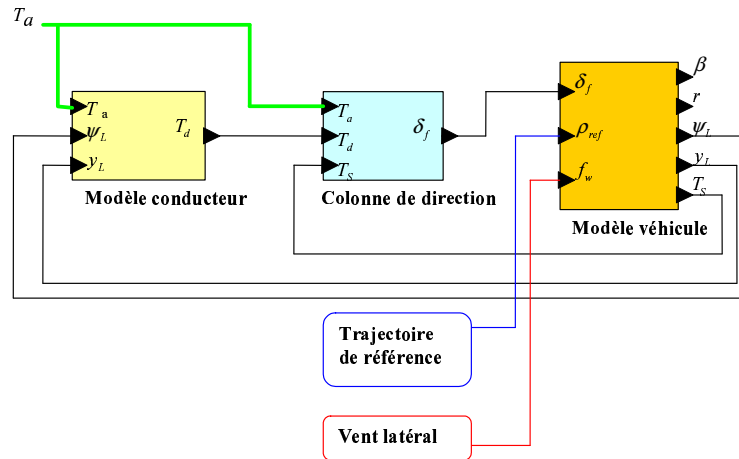 T_a
T_a
ψ_L
y_L
T_d
Modèle conducteur
T_a
T_d
T_S
δ_f
Colonne de direction
δ_f
ρ_ref
f_w
β
r
ψ_L
y_L
T_S
Modèle véhicule
Trajectoire
de référence
Vent latéral